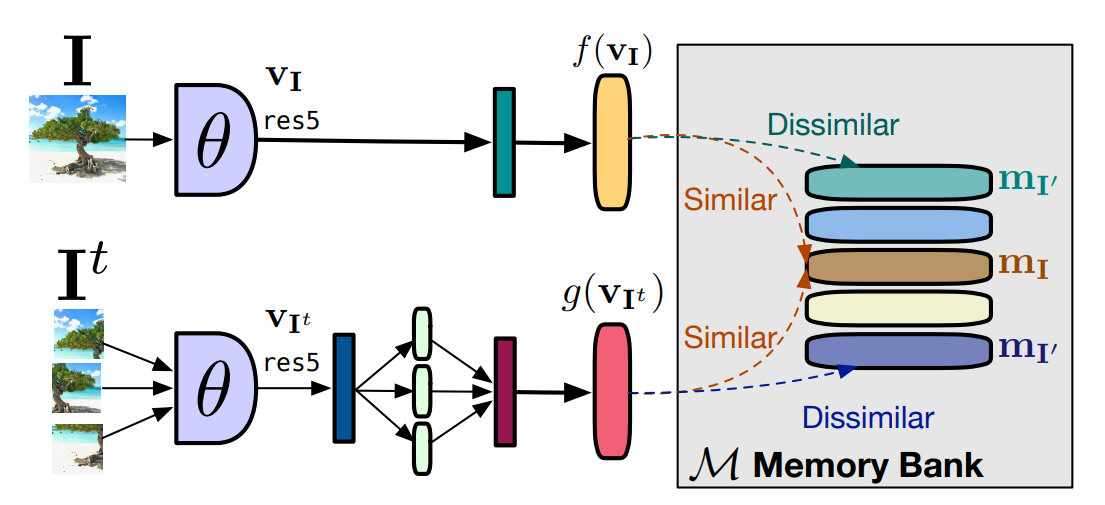 I
θ
v_I
res5
f(v_I)
Dissimilar
Similar
m_I′
m_I
m_I′
I^t
θ
v_I^t
res5
g(v_I^t)
Similar
Dissimilar
ℳ Memory Bank